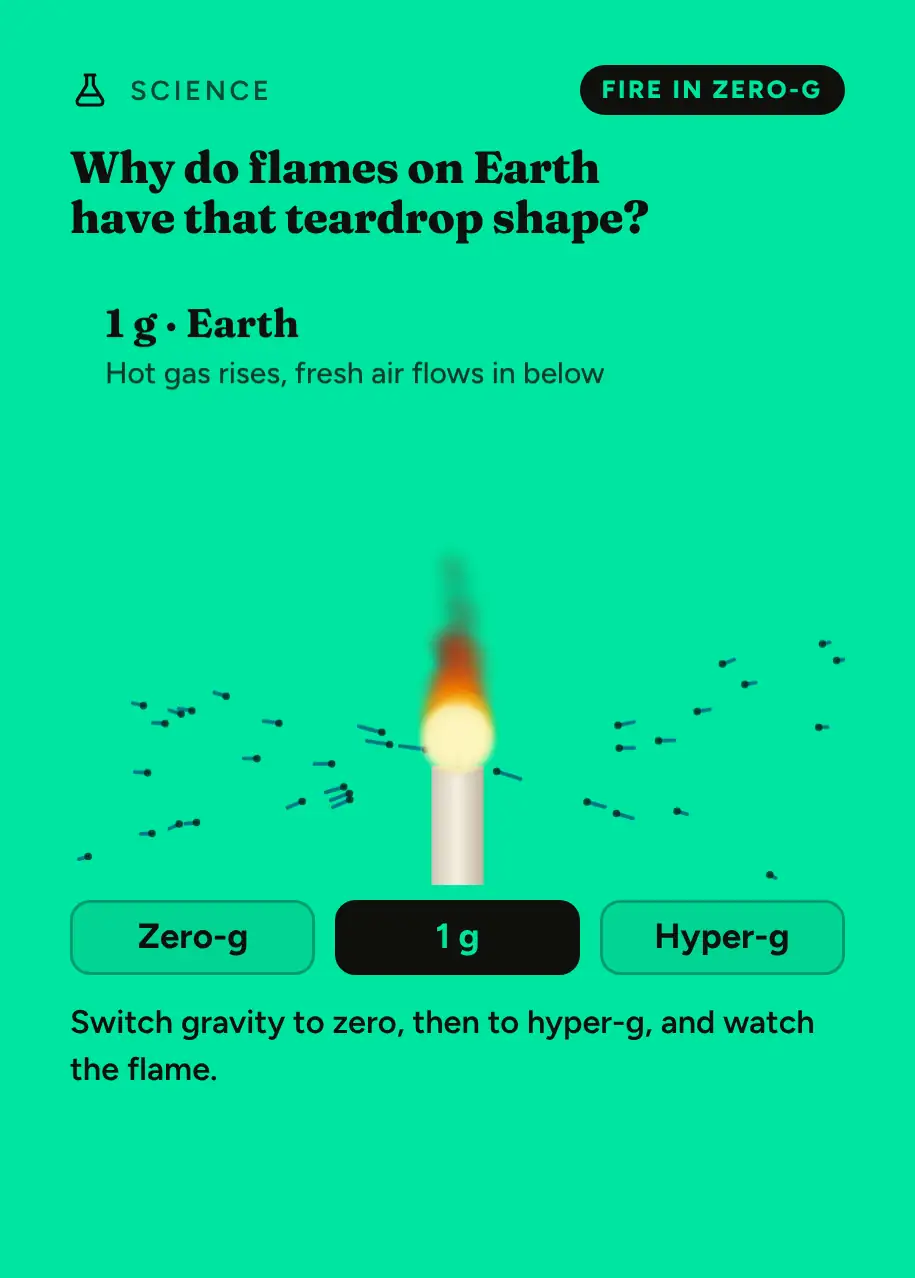 SCIENCE
FIRE IN ZERO-G
Why do flames on Earth
have that teardrop shape?
1 g · Earth
Hot gas rises, fresh air flows in below
Zero-g
1 g
Hyper-g
Switch gravity to zero, then to hyper-g, and watch
the flame.